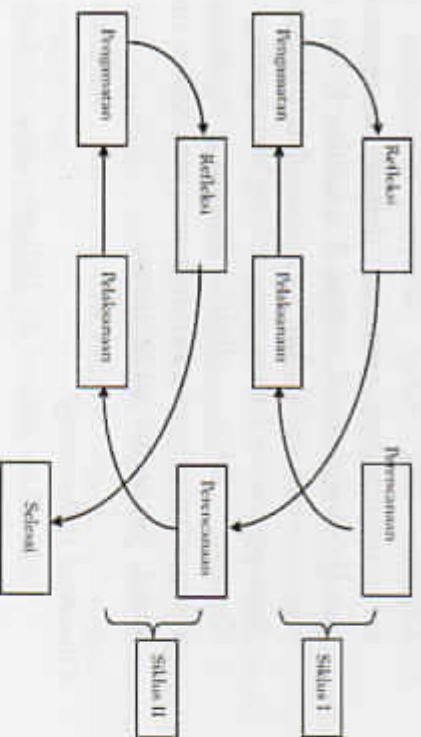 Refleksi
Perencanaan
Siklus I
Pengamatan
Pelaksanaan
Refleksi
Perencanaan
Siklus II
Pengamatan
Pelaksanaan
Selesai